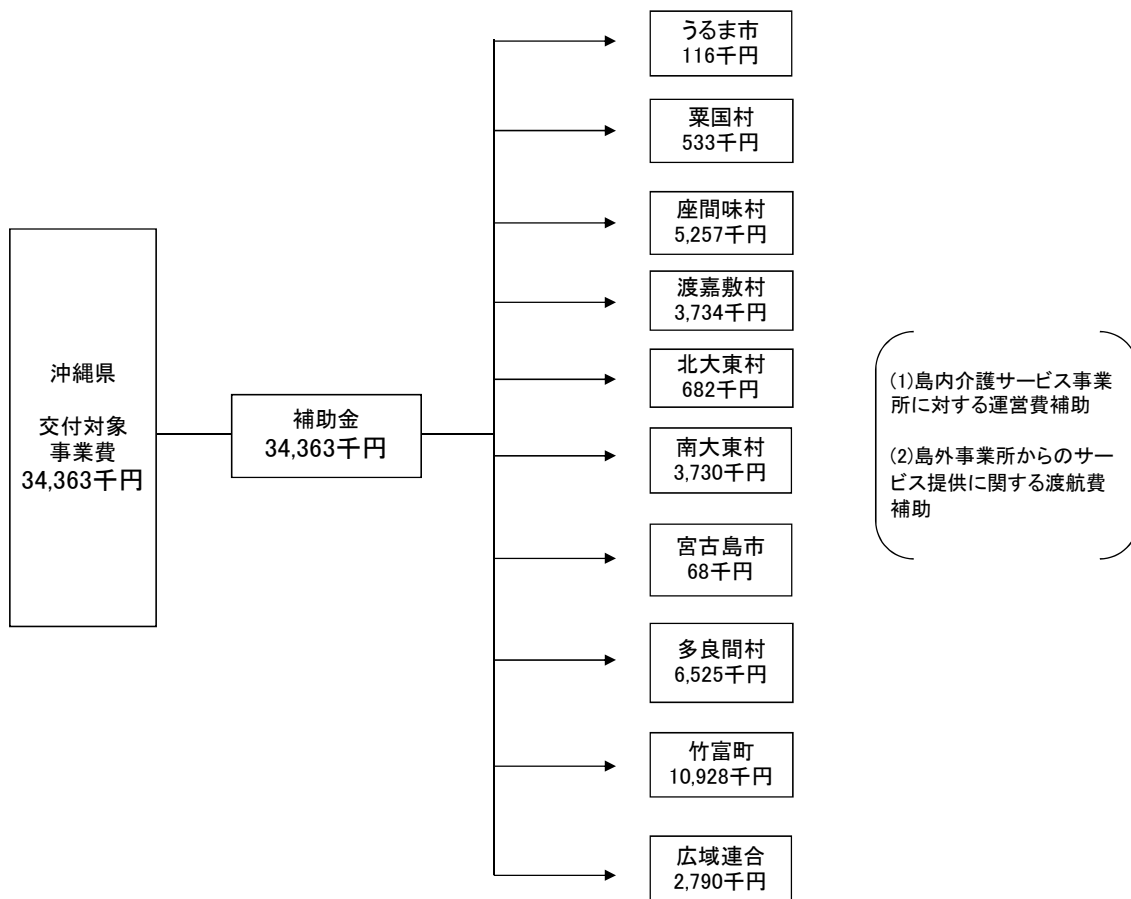 沖縄県
交付対象
事業費
34,363千円
補助金
34,363千円
うるま市
116千円
粟国村
533千円
座間味村
5,257千円
渡嘉敷村
3,734千円
北大東村
682千円
南大東村
3,730千円
宮古島市
68千円
多良間村
6,525千円
竹富町
10,928千円
広域連合
2,790千円
(1)島内介護サービス事業
所に対する運営費補助
(2)島外事業所からのサー
ビス提供に関する渡航費
補助